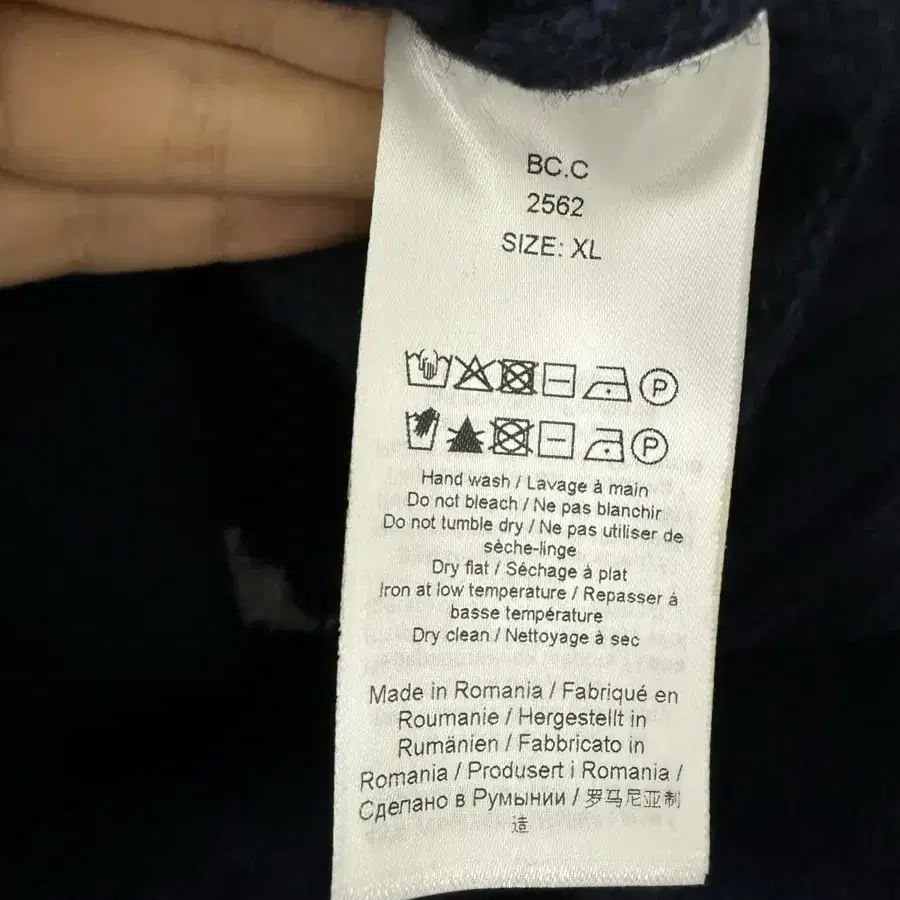 BC.C
2562
SIZE: XL
P
P
Hand wash / Lavage à main
Do not bleach / Ne pas blanchir
Do not tumble dry / Ne pas utiliser de
sèche-linge
Dry flat / Séchage à plat
Iron at low temperature / Repasser à
basse température
Dry clean / Nettoyage à sec
Made in Romania / Fabriqué en
Roumanie / Hergestellt in
Rumänien / Fabbricato in
Romania / Produsert i Romania /
Сделано в Румынии / 罗马尼亚制
造